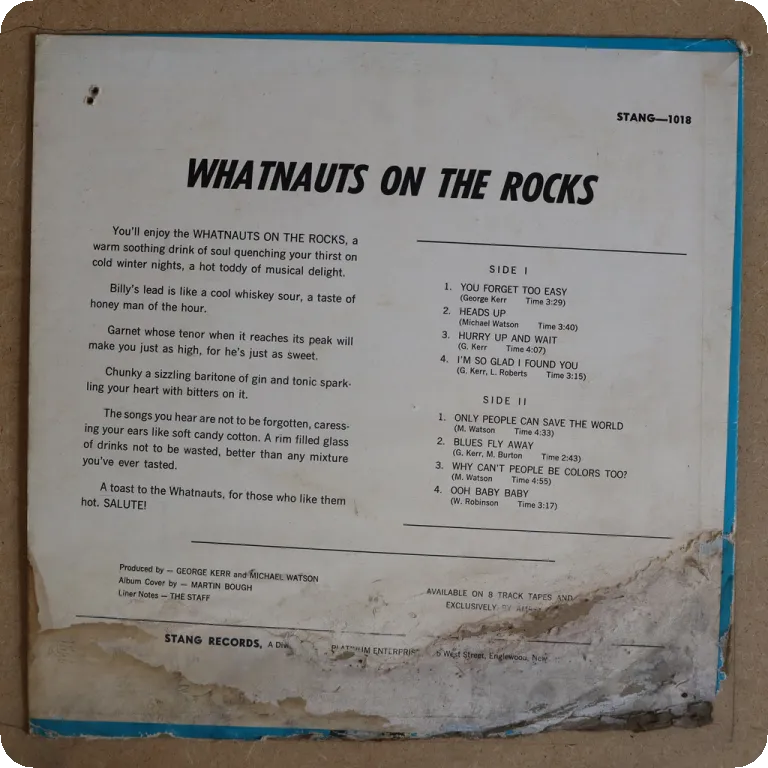 STANG—1018
WHATNAUTS ON THE ROCKS
You'll enjoy the WHATNAUTS ON THE ROCKS, a
warm soothing drink of soul quenching your thirst on
cold winter nights, a hot toddy of musical delight.
Billy's lead is like a cool whiskey sour, a taste of
honey man of the hour.
Garnet whose tenor when it reaches its peak will
make you just as high, for he's just as sweet.
Chunky a sizzling baritone of gin and tonic spark-
ling your heart with bitters on it.
The songs you hear are not to be forgotten, caress-
ing your ears like soft candy cotton. A rim filled glass
of drinks not to be wasted, better than any mixture
you've ever tasted.
A toast to the Whatnauts, for those who like them
hot. SALUTE!
SIDE I
1. YOU FORGET TOO EASY
(George Kerr Time 3:29)
2. HEADS UP
(Michael Watson Time 3:40)
3. HURRY UP AND WAIT
(G. Kerr Time 4:07)
4. I'M SO GLAD I FOUND YOU
(G. Kerr, L. Roberts Time 3:15)
SIDE II
1. ONLY PEOPLE CAN SAVE THE WORLD
(M. Watson Time 4:33)
2. BLUES FLY AWAY
(G. Kerr, M. Burton Time 2:43)
3. WHY CAN'T PEOPLE BE COLORS TOO?
(M. Watson Time 4:55)
4. OOH BABY BABY
(W. Robinson Time 3:17)
Produced by — GEORGE KERR and MICHAEL WATSON
Album Cover by — MARTIN BOUGH
Liner Notes — THE STAFF
AVAILABLE ON 8 TRACK TAPES AND
EXCLUSIVELY BY
STANG RECORDS, A West Street, Englewood, New